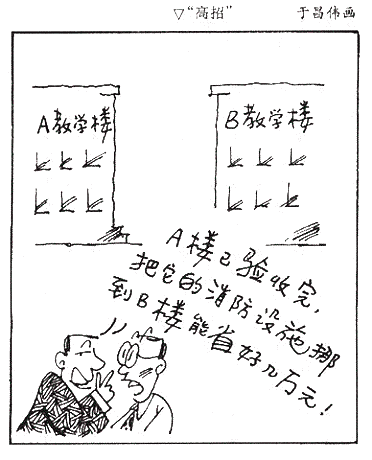 ▽“高招” 于昌伟画
A教学楼
B教学楼
A楼已验收完，
把它的消防设施挪
到B楼能省好几万元！